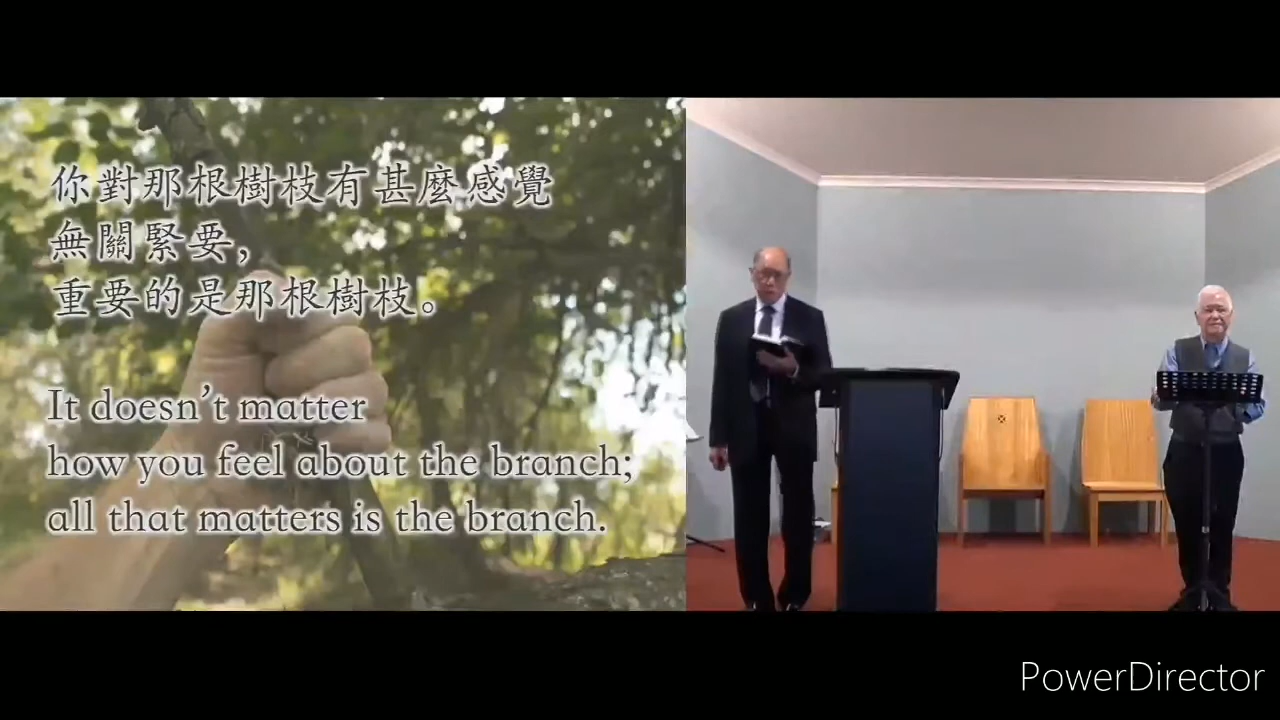 你對那根樹枝有甚麼感覺
無關緊要，
重要的是那根樹枝。
It doesn't matter
how you feel about the branch;
all that matters is the branch.
PowerDirector